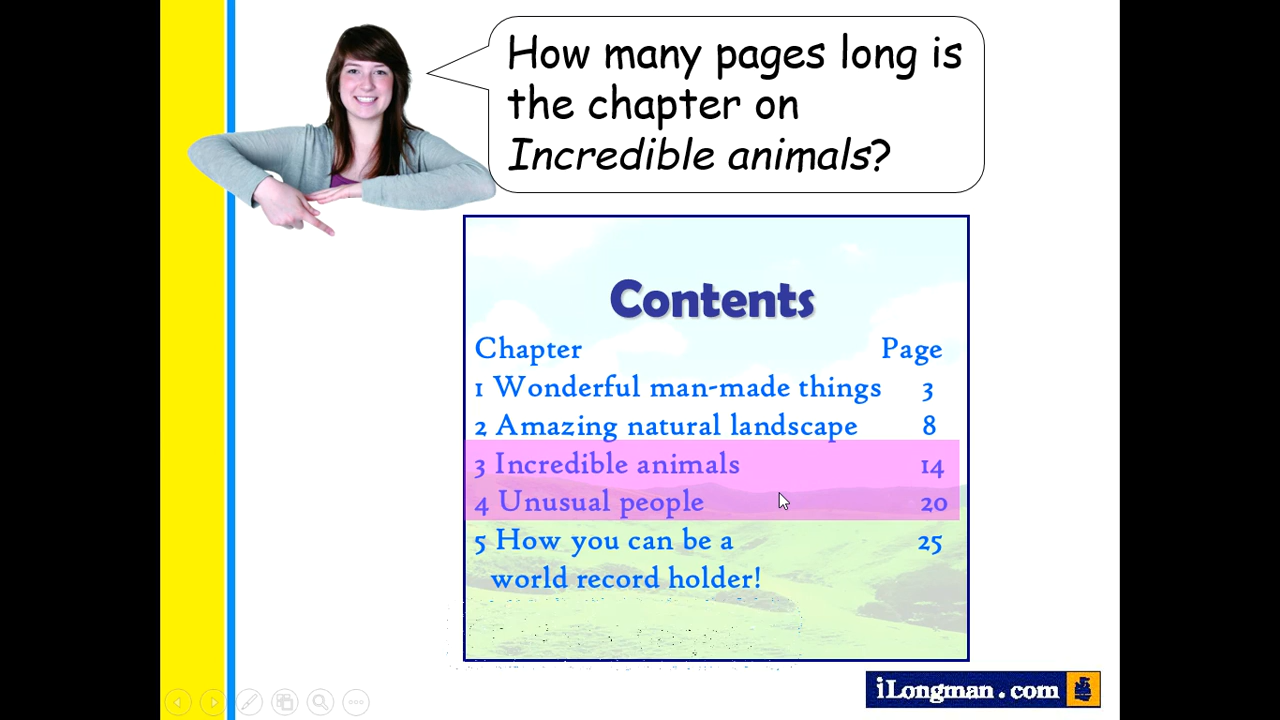 How many pages long is
the chapter on
Incredible animals?
Contents
Chapter Page
1 Wonderful man-made things 3
2 Amazing natural landscape 8
3 Incredible animals 14
4 Unusual people 20
5 How you can be a 25
world record holder!
iLongman.com